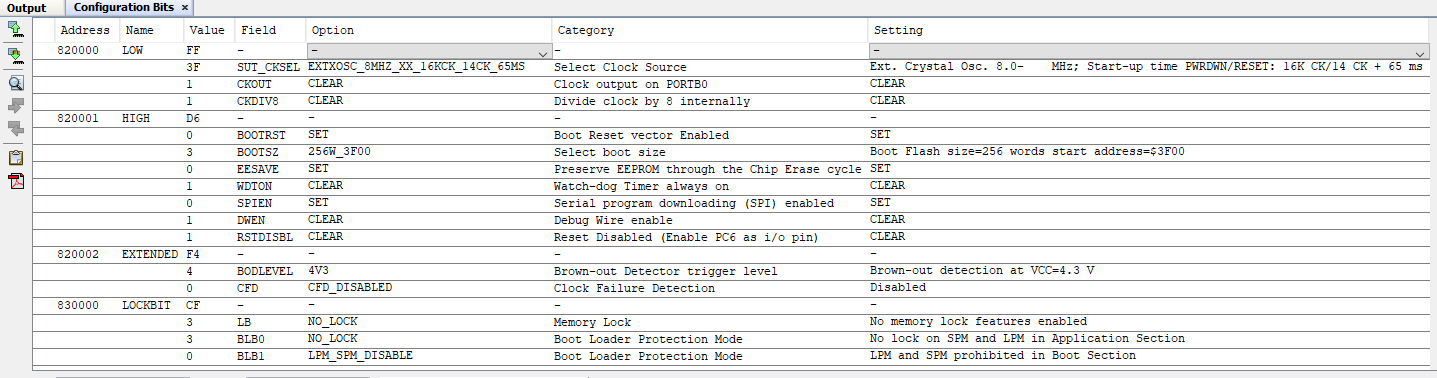 Output Configuration Bits ×
Address Name Value Field Option Category Setting
820000 LOW FF - - - -
3F SUT_CKSEL EXTXOSC_8MHZ_XX_16KCK_14CK_65MS Select Clock Source Ext. Crystal Osc. 8.0- MHz; Start-up time PWRDWN/RESET: 16K CK/14 CK + 65 ms
1 CKOUT CLEAR Clock output on PORTB0 CLEAR
1 CKDIV8 CLEAR Divide clock by 8 internally CLEAR
820001 HIGH D6 - - - -
0 BOOTRST SET Boot Reset vector Enabled SET
3 BOOTSZ 256W_3F00 Select boot size Boot Flash size=256 words start address=$3F00
0 EESAVE SET Preserve EEPROM through the Chip Erase cycle SET
1 WDTON CLEAR Watch-dog Timer always on CLEAR
0 SPIEN SET Serial program downloading (SPI) enabled SET
1 DWEN CLEAR Debug Wire enable CLEAR
1 RSTDISBL CLEAR Reset Disabled (Enable PC6 as i/o pin) CLEAR
820002 EXTENDED F4 - - - -
4 BODLEVEL 4V3 Brown-out Detector trigger level Brown-out detection at VCC=4.3 V
0 CFD CFD_DISABLED Clock Failure Detection Disabled
830000 LOCKBIT CF - - - -
3 LB NO_LOCK Memory Lock No memory lock features enabled
3 BLB0 NO_LOCK Boot Loader Protection Mode No lock on SPM and LPM in Application Section
0 BLB1 LPM_SPM_DISABLE Boot Loader Protection Mode LPM and SPM prohibited in Boot Section